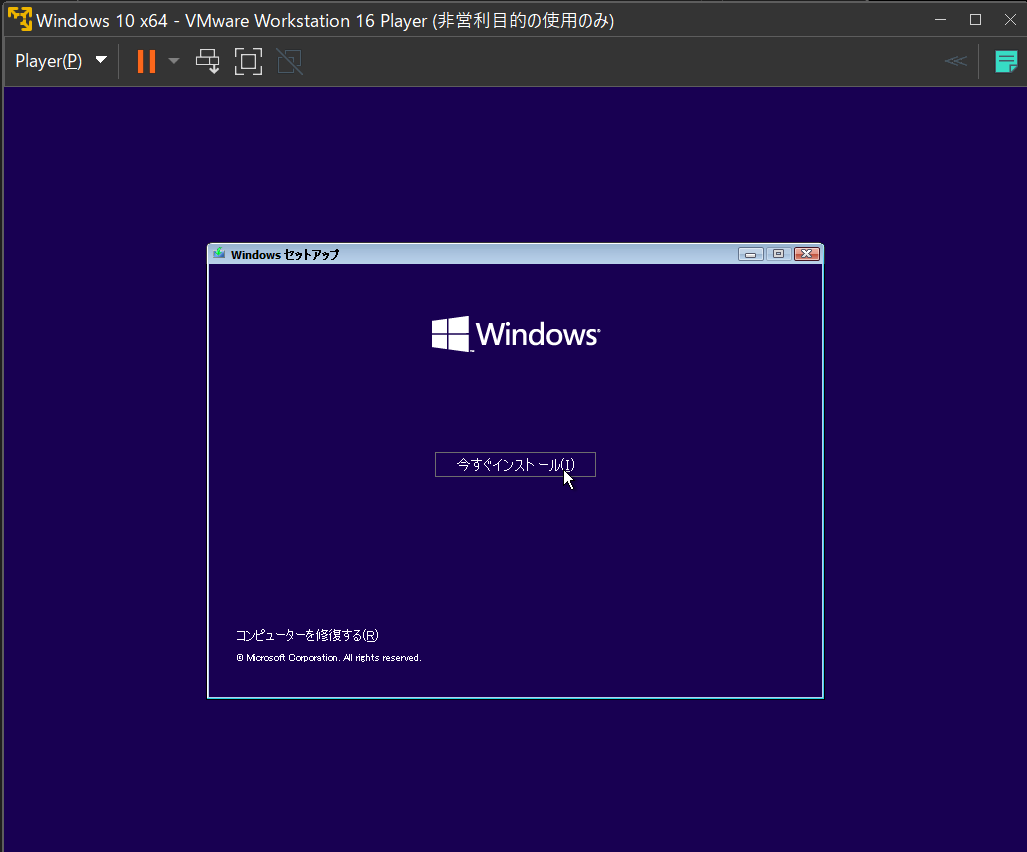 Windows 10 x64 - VMware Workstation 16 Player (非営利目的の使用のみ)
Player(P)
Windows セットアップ
Windows
今すぐインストール(I)
コンピューターを修復する(R)
© Microsoft Corporation. All rights reserved.